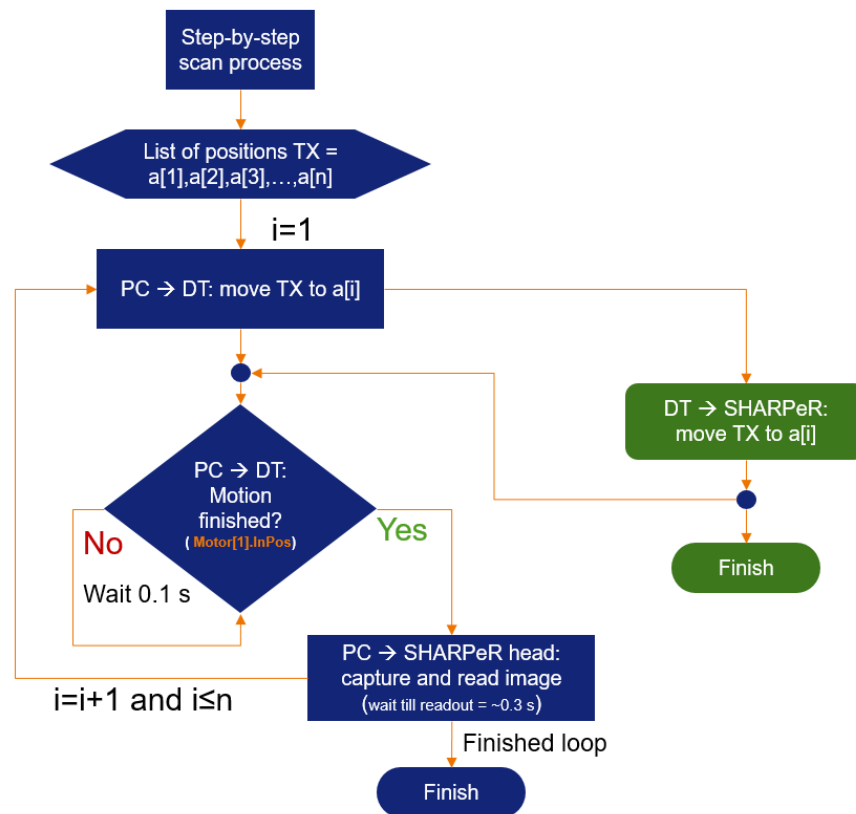 Step-by-step
scan process
List of positions TX =
a[1],a[2],a[3],…,a[n]
i=1
PC → DT: move TX to a[i]
DT → SHARPeR:
move TX to a[i]
PC → DT:
Motion
finished?
( Motor[1].InPos)
No
Yes
Wait 0.1 s
Finish
PC → SHARPeR head:
capture and read image
(wait till readout = ~0.3 s)
i=i+1 and i≤n
Finished loop
Finish